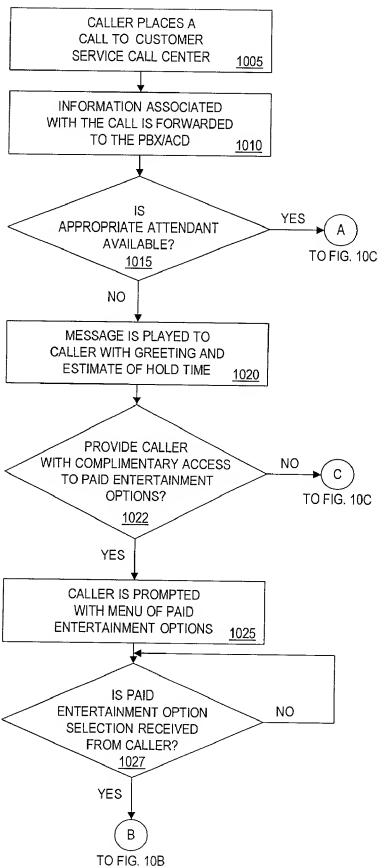 CALLER PLACES A
CALL TO CUSTOMER
SERVICE CALL CENTER 1005
INFORMATION ASSOCIATED
WITH THE CALL IS FORWARDED
TO THE PBX/ACD 1010
IS
APPROPRIATE ATTENDANT
AVAILABLE?
1015
YES
A
TO FIG. 10C
NO
MESSAGE IS PLAYED TO
CALLER WITH GREETING AND
ESTIMATE OF HOLD TIME 1020
PROVIDE CALLER
WITH COMPLIMENTARY ACCESS
TO PAID ENTERTAINMENT
OPTIONS?
1022
NO
C
TO FIG. 10C
YES
CALLER IS PROMPTED
WITH MENU OF PAID
ENTERTAINMENT OPTIONS 1025
IS PAID
ENTERTAINMENT OPTION
SELECTION RECEIVED
FROM CALLER?
1027
NO
YES
B
TO FIG. 10B